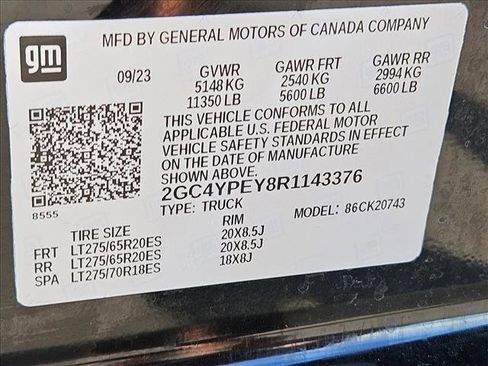 gm
MFD BY GENERAL MOTORS OF CANADA COMPANY
09/23 GVWR GAWR FRT GAWR RR
5148 KG 2540 KG 2994 KG
11350 LB 5600 LB 6600 LB
THIS VEHICLE CONFORMS TO ALL
APPLICABLE U.S. FEDERAL MOTOR
VEHICLE SAFETY STANDARDS IN EFFECT
ON THE DATE OF MANUFACTURE
2GC4YPEY8R1143376
8555
TYPE: TRUCK MODEL: 86CK20743
TIRE SIZE RIM
FRT LT275/65R20ES 20X8.5J
RR LT275/65R20ES 20X8.5J
SPA LT275/70R18ES 18X8J